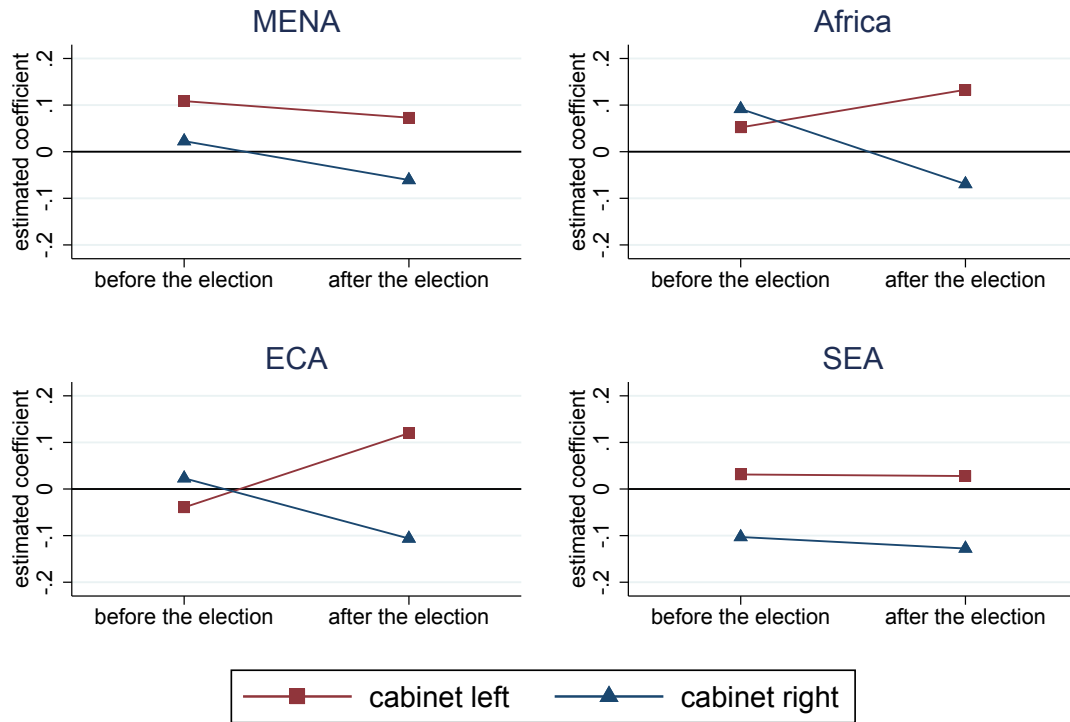 MENA
estimated coefficient
.2
.1
0
-.1
-.2
before the election
after the election
Africa
estimated coefficient
.2
.1
0
-.1
-.2
before the election
after the election
ECA
estimated coefficient
.2
.1
0
-.1
-.2
before the election
after the election
SEA
estimated coefficient
.2
.1
0
-.1
-.2
before the election
after the election
cabinet left
cabinet right